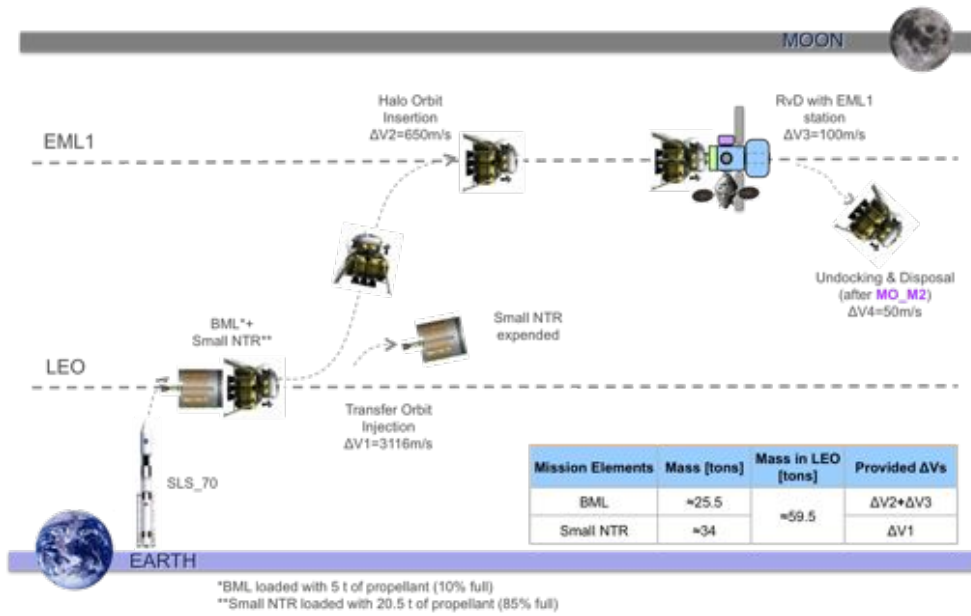 MOON
Halo Orbit
Insertion
ΔV2=650m/s
RvD with EML1
station
ΔV3=100m/s
EML1
Undocking & Disposal
(after MO_M2)
ΔV4=50m/s
BML*+
Small NTR**
Small NTR
expended
LEO
Transfer Orbit
Injection
ΔV1=3116m/s
SLS_70
Mission Elements Mass [tons] Mass in LEO [tons] Provided ΔVs
BML ≈25.5 ≈59.5 ΔV2+ΔV3
Small NTR ≈34 ΔV1
EARTH
*BML loaded with 5 t of propellant (10% full)
**Small NTR loaded with 20.5 t of propellant (85% full)